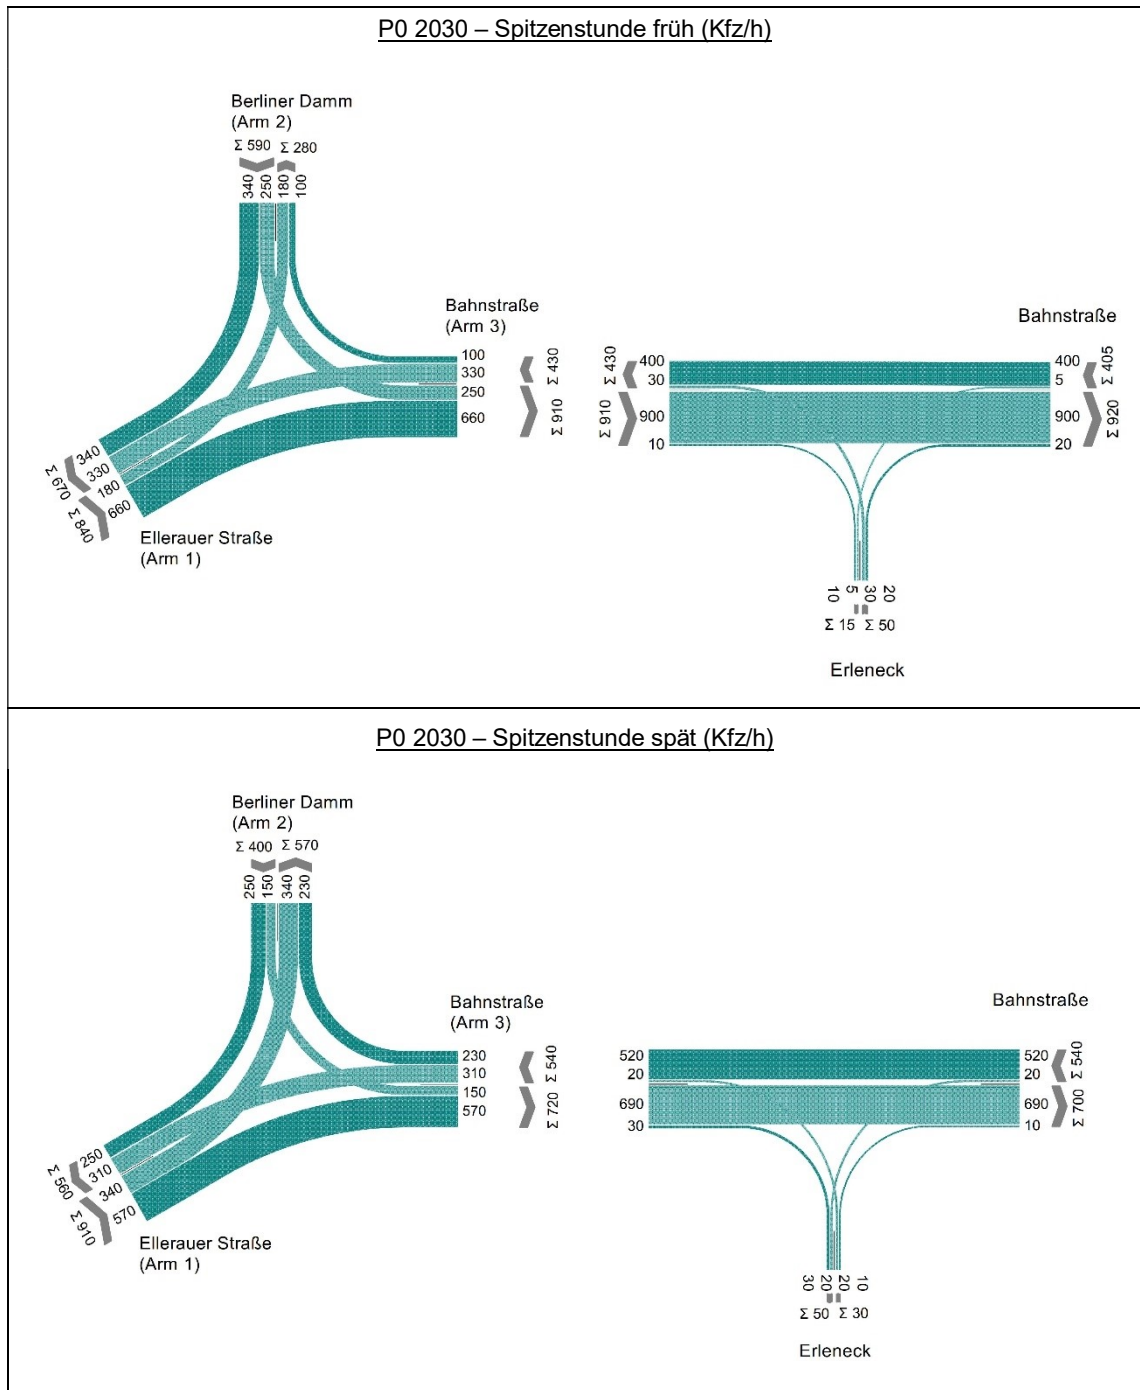 P0 2030 – Spitzenstunde früh (Kfz/h)
Berliner Damm
(Arm 2)
Σ 590 Σ 280
340 250 180 100
Bahnstraße
(Arm 3)
100
330
250
660
Σ 430
Σ 910
340
330
180
660
Σ 670
Σ 840
Ellerauer Straße
(Arm 1)
Bahnstraße
Σ 430
Σ 910
400
30
900
10
400
5
900
20
Σ 405
Σ 920
10 5 30 20
Σ 15 Σ 50
Erleneck
P0 2030 – Spitzenstunde spät (Kfz/h)
Berliner Damm
(Arm 2)
Σ 400 Σ 570
250 150 340 230
Bahnstraße
(Arm 3)
230
310
150
570
Σ 540
Σ 720
250
310
340
570
Σ 560
Σ 910
Ellerauer Straße
(Arm 1)
Bahnstraße
520
20
690
30
520
20
690
10
Σ 540
Σ 700
30 20 20 10
Σ 50 Σ 30
Erleneck